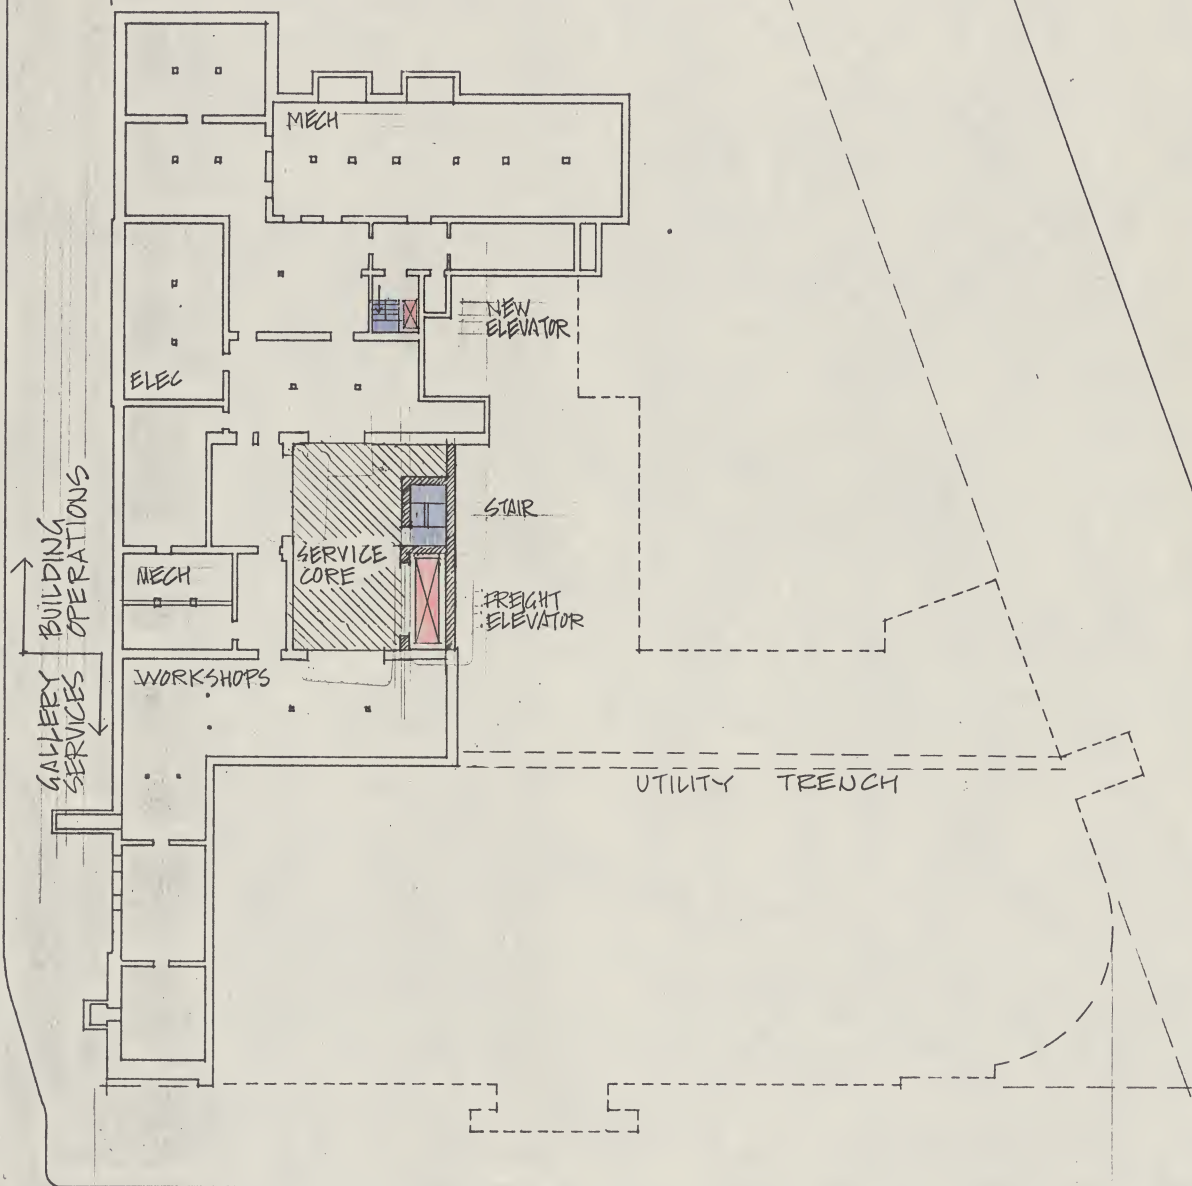 MECH
NEW
ELEVATOR
ELEC
STAIR
BUILDING
OPERATIONS
SERVICE
CORE
MECH
FREIGHT
ELEVATOR
WORKSHOPS
GALLERY
SERVICES
UTILITY TRENCH